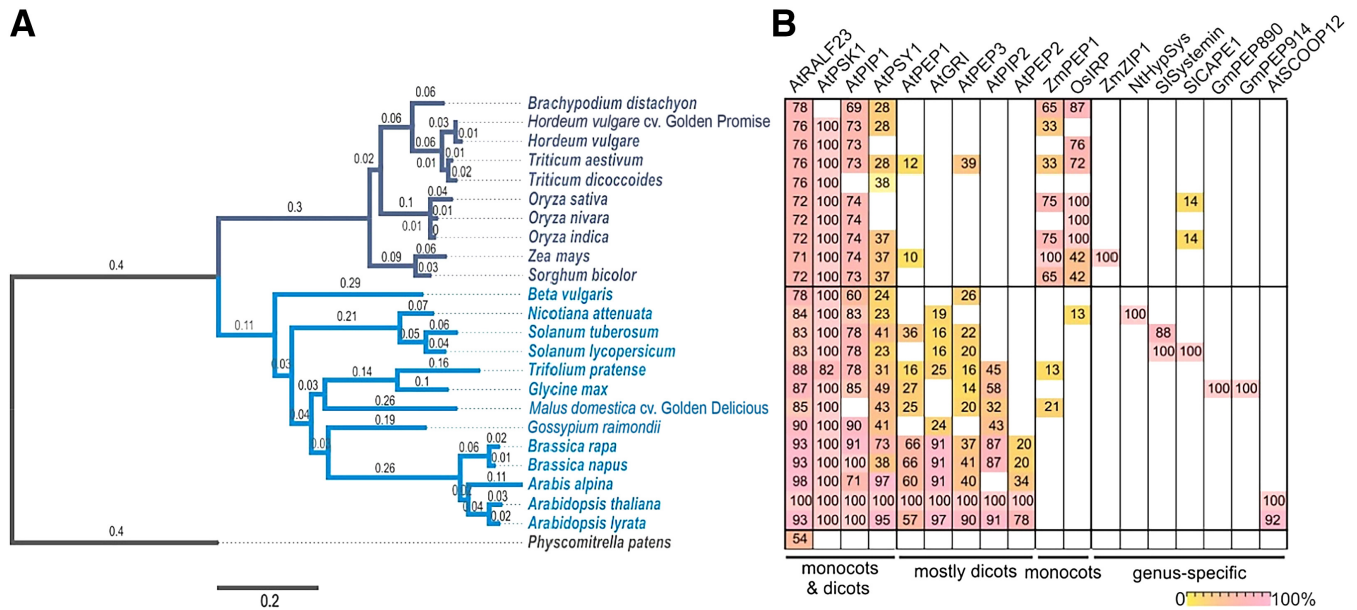 A
B
AtRALF23 AtPSK1 AtPIP1 AtPSY1 AtPEP1 AtGRI AtPEP3 AtPIP2 AtPEP2 ZmPEP1 OsIRP ZmZIP1 NtHypSys SlSystemin SlCAPE1 GmPEP890 GmPEP914 AtSCOOP12
0.06 Brachypodium distachyon 78 69 28 65 87
0.06 0.03 Hordeum vulgare cv. Golden Promise 76 100 73 28 33
0.01 Hordeum vulgare 76 100 73 76
0.06 0.01 Triticum aestivum 76 100 73 28 12 39 33 72
0.02 0.01 0.02 Triticum dicoccoides 76 100 38
0.1 0.04 Oryza sativa 72 100 74 75 100 14
0.3 0.01 Oryza nivara 72 100 74 100
0.01 0 Oryza indica 72 100 74 37 75 100 14
0.06 Zea mays 71 100 74 37 10 100 42 100
0.4 0.09 0.03 Sorghum bicolor 72 100 73 37 65 42
0.29 Beta vulgaris 78 100 60 24 26
0.07 Nicotiana attenuata 84 100 83 23 19 13 100
0.11 0.21 0.05 0.06 Solanum tuberosum 83 100 78 41 36 16 22 88
0.04 Solanum lycopersicum 83 100 78 23 16 20 100 100
0.03 0.14 0.16 Trifolium pratense 88 82 78 31 16 25 16 45 13
0.03 0.1 Glycine max 87 100 85 49 27 14 58 100 100
0.26 Malus domestica cv. Golden Delicious 85 100 43 25 20 32 21
0.04 0.19 Gossypium raimondii 90 100 90 41 24 43
0.02 Brassica rapa 93 100 91 73 66 91 37 87 20
0.06 0.01 Brassica napus 93 100 100 38 66 91 41 87 20
0.26 0.11 Arabis alpina 98 100 71 97 60 91 40 34
0.03 Arabidopsis thaliana 100 100 100 100 100 100 100 100 100 100
0.04 0.02 Arabidopsis lyrata 93 100 100 95 57 97 90 91 78 92
0.4 Physcomitrella patens 54
monocots & dicots mostly dicots monocots genus-specific
0.2
0 100%